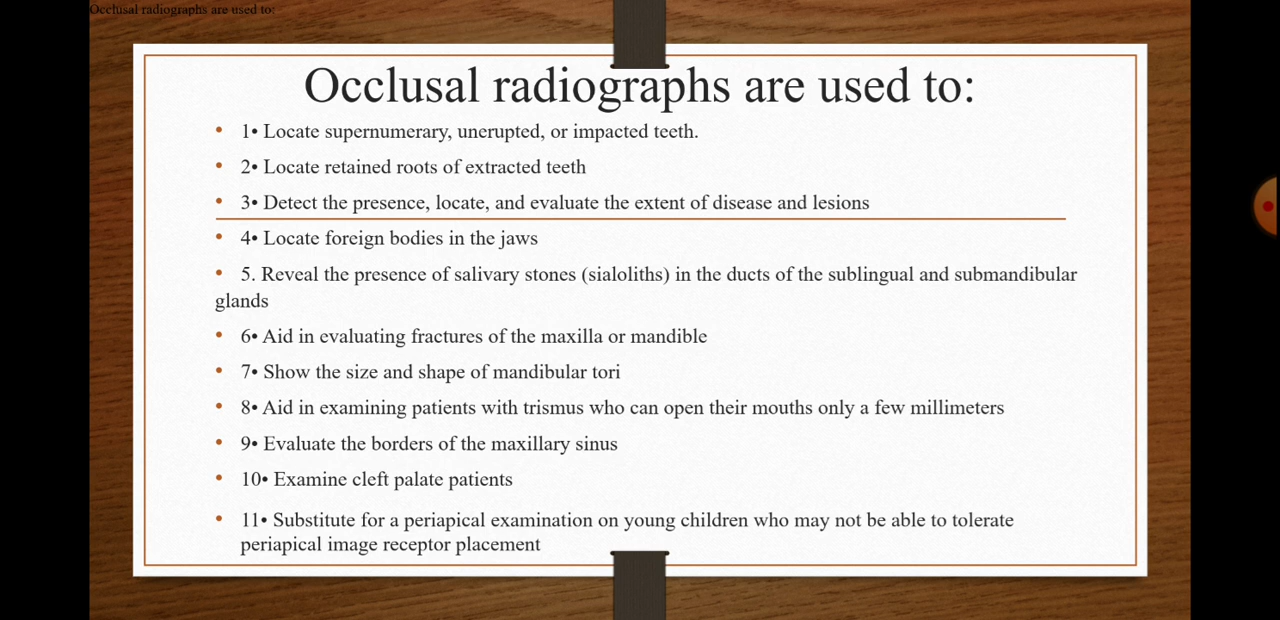 Occlusal radiographs are used to:
Occlusal radiographs are used to:
• 1• Locate supernumerary, unerupted, or impacted teeth.
• 2• Locate retained roots of extracted teeth
• 3• Detect the presence, locate, and evaluate the extent of disease and lesions
• 4• Locate foreign bodies in the jaws
• 5. Reveal the presence of salivary stones (sialoliths) in the ducts of the sublingual and submandibular
glands
• 6• Aid in evaluating fractures of the maxilla or mandible
• 7• Show the size and shape of mandibular tori
• 8• Aid in examining patients with trismus who can open their mouths only a few millimeters
• 9• Evaluate the borders of the maxillary sinus
• 10• Examine cleft palate patients
• 11• Substitute for a periapical examination on young children who may not be able to tolerate
periapical image receptor placement